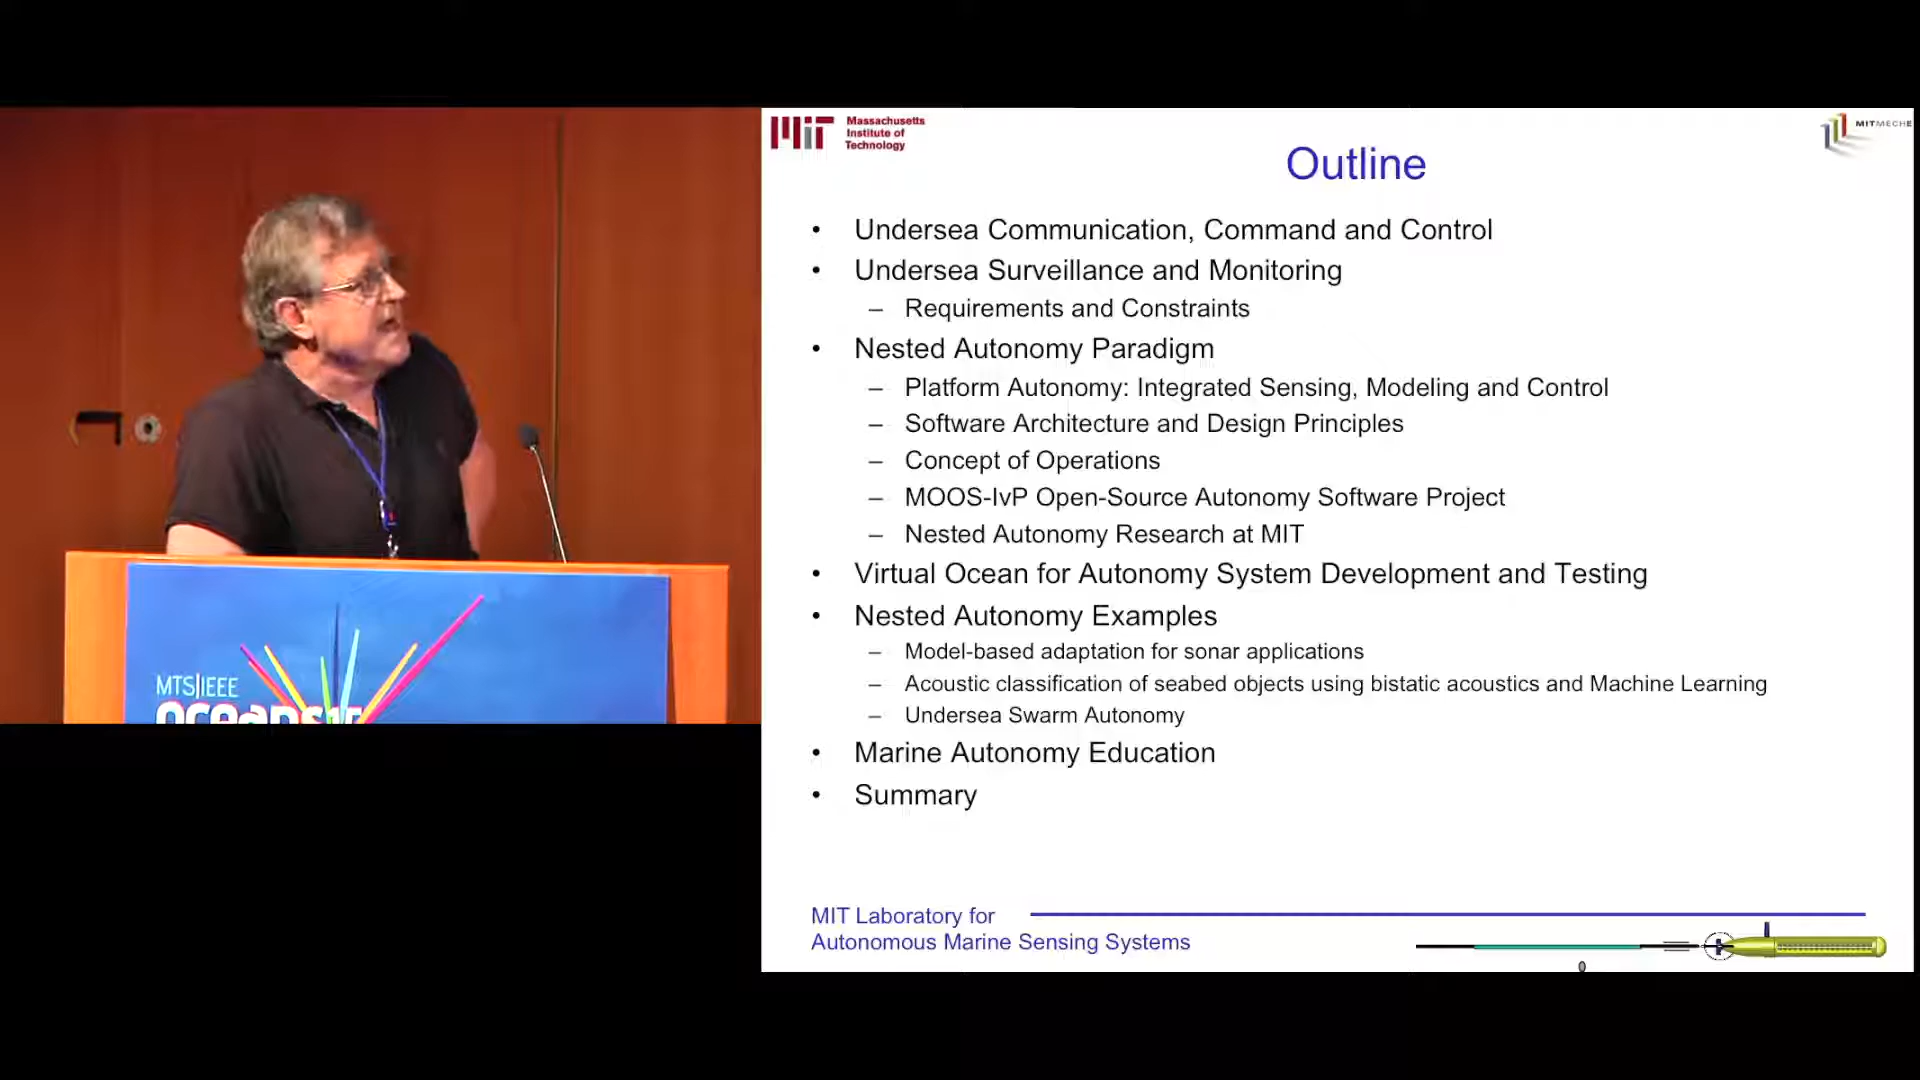 MTS|IEEE
Massachusetts
Institute of
Technology
MITMECHE
Outline
• Undersea Communication, Command and Control
• Undersea Surveillance and Monitoring
– Requirements and Constraints
• Nested Autonomy Paradigm
– Platform Autonomy: Integrated Sensing, Modeling and Control
– Software Architecture and Design Principles
– Concept of Operations
– MOOS-IvP Open-Source Autonomy Software Project
– Nested Autonomy Research at MIT
• Virtual Ocean for Autonomy System Development and Testing
• Nested Autonomy Examples
– Model-based adaptation for sonar applications
– Acoustic classification of seabed objects using bistatic acoustics and Machine Learning
– Undersea Swarm Autonomy
• Marine Autonomy Education
• Summary
MIT Laboratory for
Autonomous Marine Sensing Systems